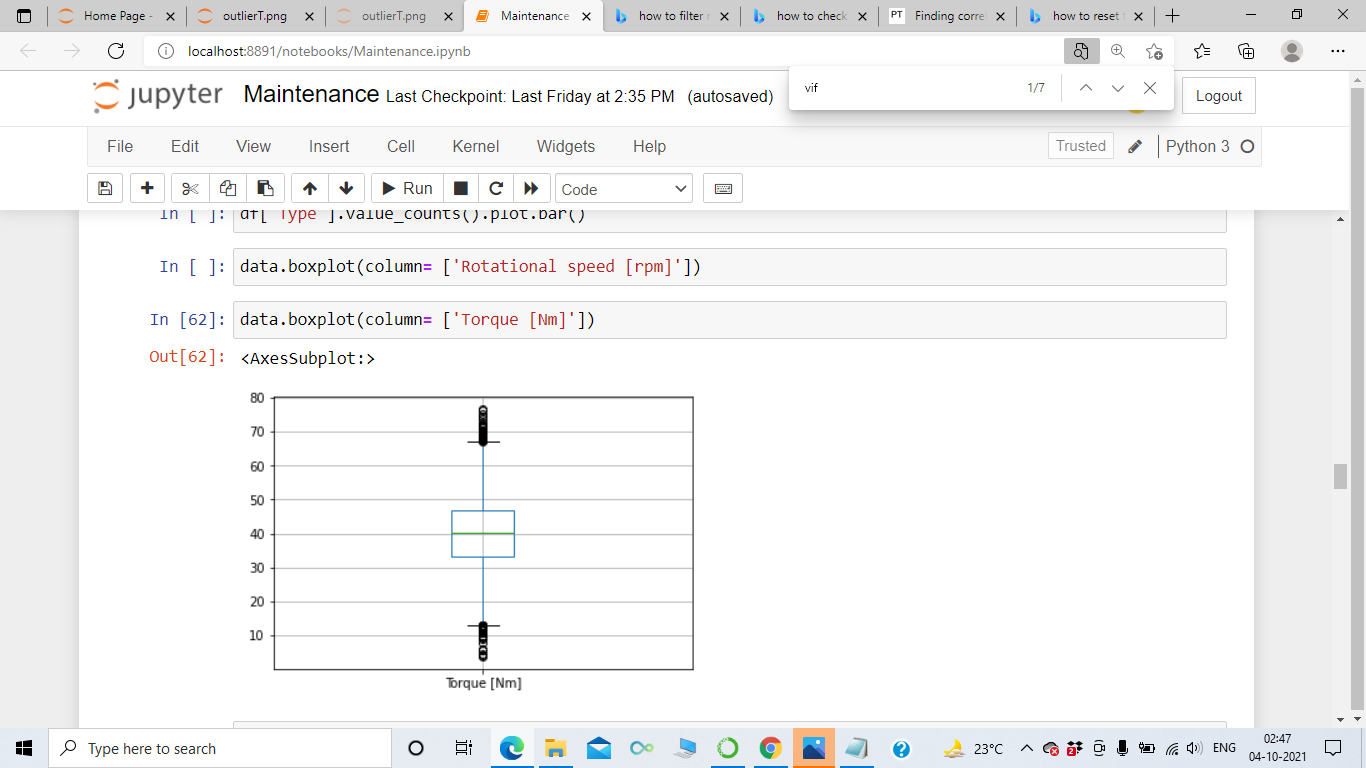 Home Page -
outlierT.png
outlierT.png
Maintenance
how to filter
how to check
PT Finding corre
how to reset
localhost:8891/notebooks/Maintenance.ipynb
vif 1/7
jupyter Maintenance Last Checkpoint: Last Friday at 2:35 PM (autosaved)
Logout
File Edit View Insert Cell Kernel Widgets Help
Trusted Python 3
Run Code
In [ ]: df['Type'].value_counts().plot.bar()
In [ ]: data.boxplot(column= ['Rotational speed [rpm]'])
In [62]: data.boxplot(column= ['Torque [Nm]'])
Out[62]: <AxesSubplot:>
80
70
60
50
40
30
20
10
Torque [Nm]
Type here to search
23°C
ENG
02:47
04-10-2021